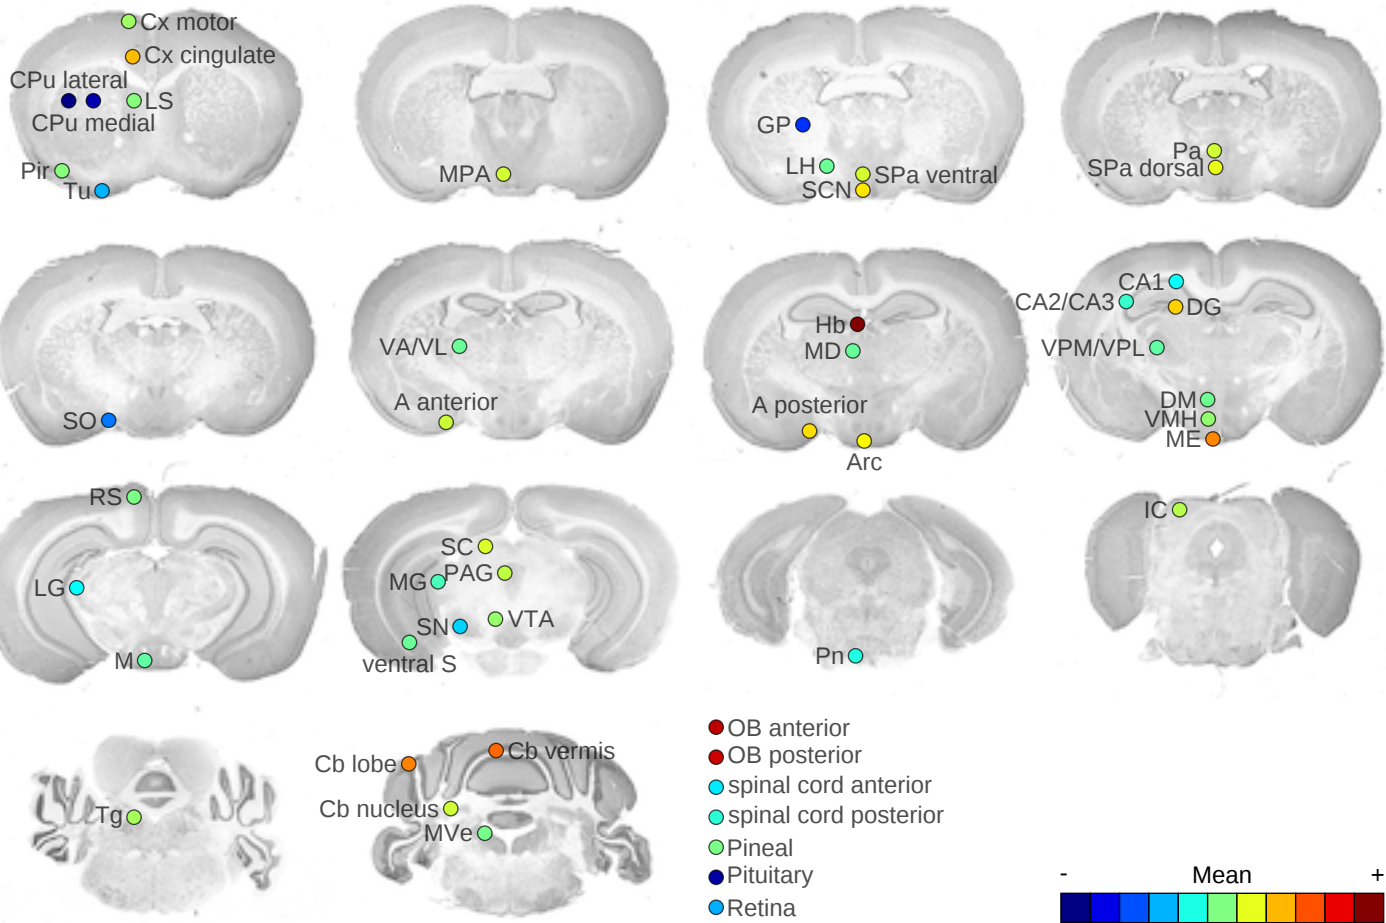 Cx motor
Cx cingulate
CPu lateral
LS
CPu medial
Pir
Tu
MPA
GP
LH
SPa ventral
SCN
Pa
SPa dorsal
SO
VA/VL
A anterior
Hb
MD
A posterior
Arc
CA1
CA2/CA3
DG
VPM/VPL
DM
VMH
ME
RS
LG
M
SC
PAG
MG
VTA
SN
ventral S
Pn
IC
Tg
Cb vermis
Cb lobe
Cb nucleus
MVe
OB anterior
OB posterior
spinal cord anterior
spinal cord posterior
Pineal
Pituitary
Retina
- Mean +